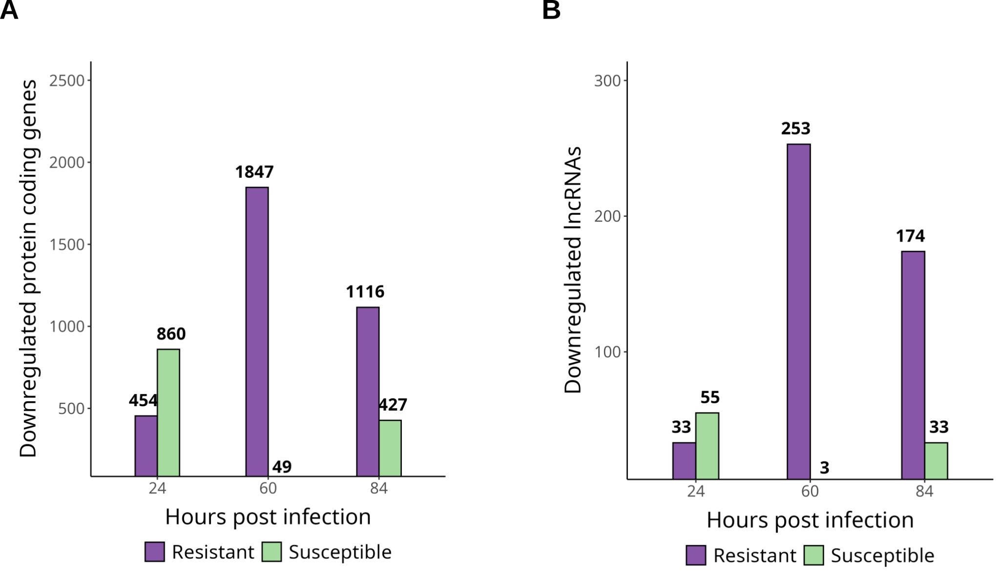 A
Downregulated protein coding genes
2500
2000
1500
1000
500
454
860
1847
49
1116
427
24
60
84
Hours post infection
Resistant
Susceptible
B
Downregulated lncRNAs
300
200
100
33
55
253
3
174
33
24
60
84
Hours post infection
Resistant
Susceptible